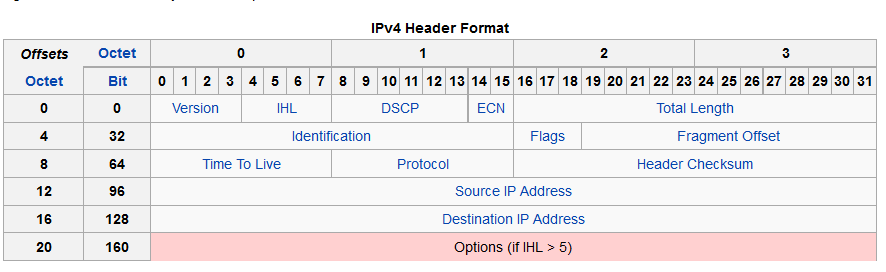 IPv4 Header Format
Offsets Octet 0 1 2 3
Octet Bit 0 1 2 3 4 5 6 7 8 9 10 11 12 13 14 15 16 17 18 19 20 21 22 23 24 25 26 27 28 29 30 31
0 0 Version IHL DSCP ECN Total Length
4 32 Identification Flags Fragment Offset
8 64 Time To Live Protocol Header Checksum
12 96 Source IP Address
16 128 Destination IP Address
20 160 Options (if IHL > 5)